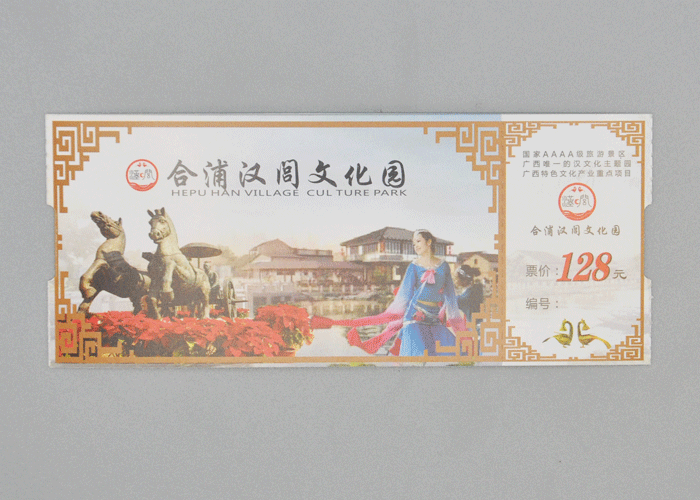 合浦汉闾文化园
HEPU HAN VILLAGE CULTURE PARK
国家AAAA级旅游景区
广西唯一的汉文化主题园
广西特色文化产业重点项目
合浦汉闾文化园
票价：128元
编号：